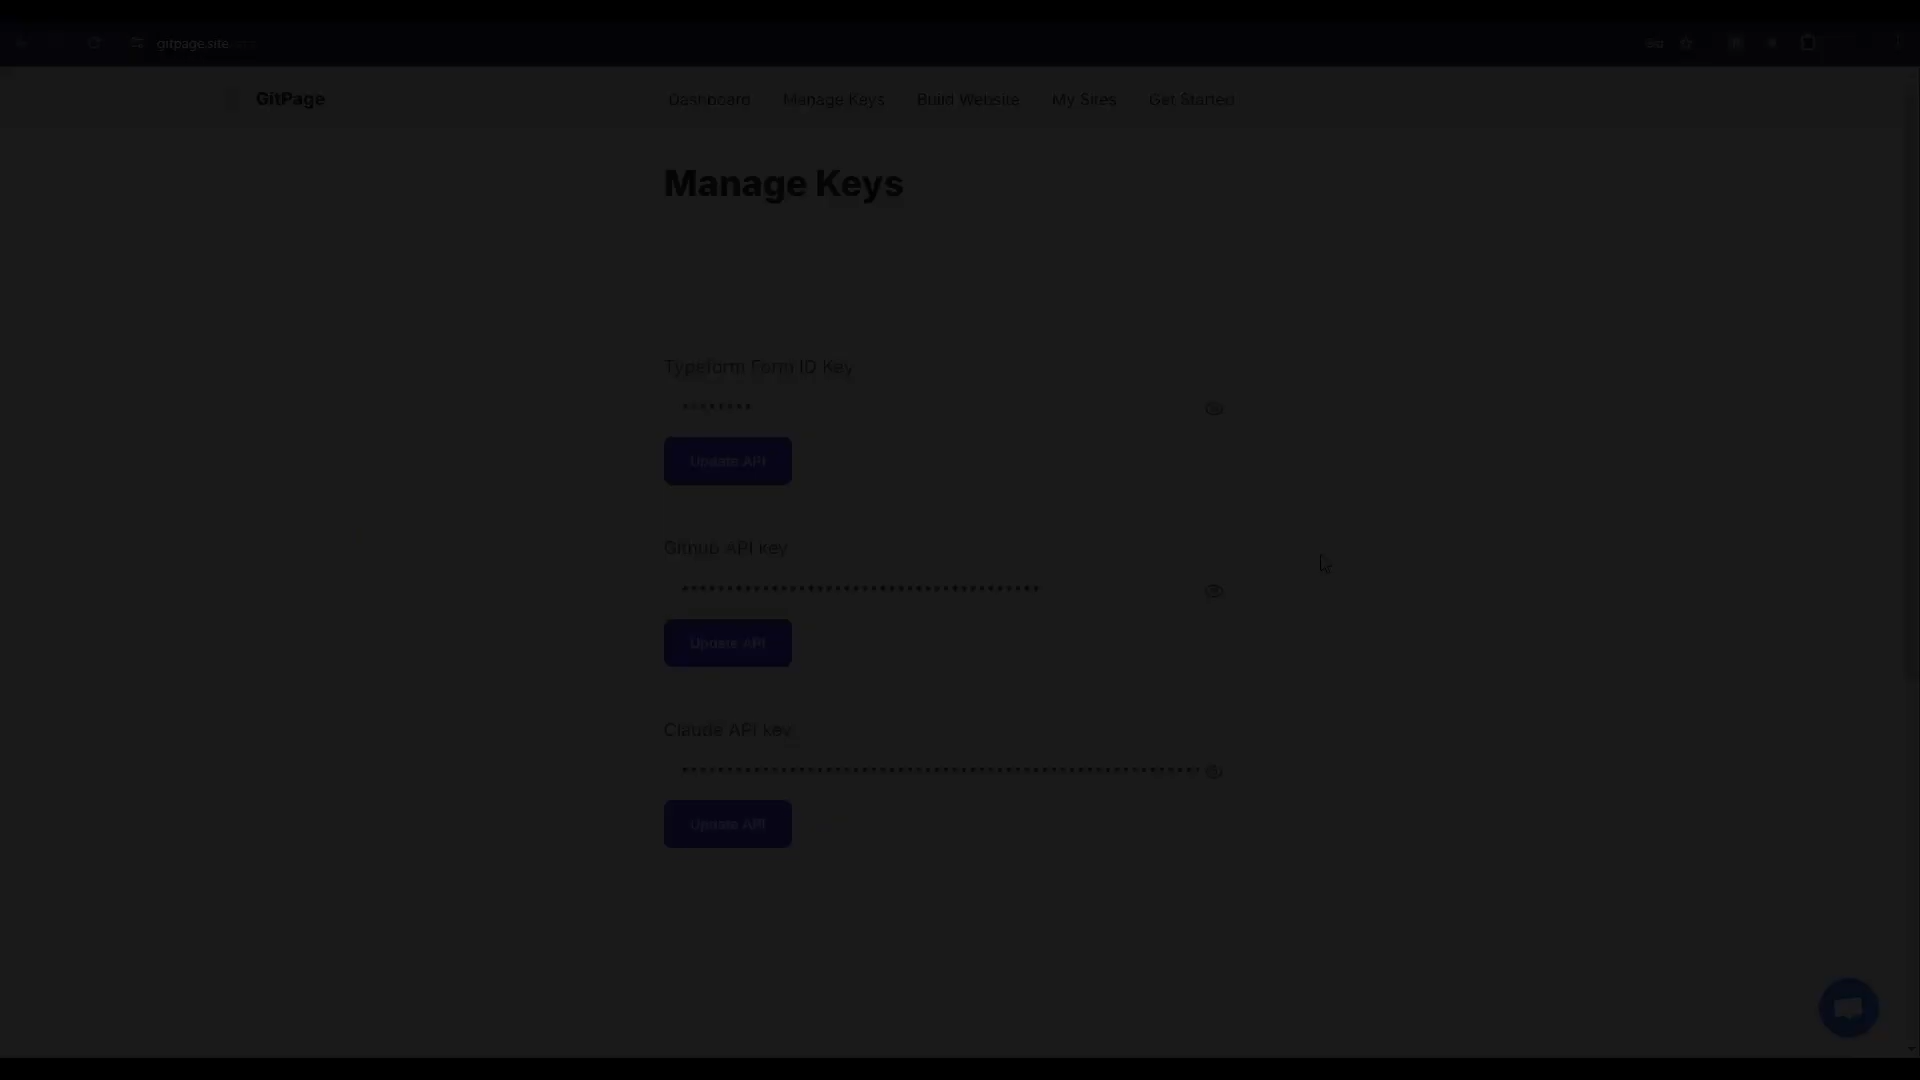 gitpage.site
GitPage
Dashboard
Manage Keys
Build Website
My Sites
Get Started
Manage Keys
Typeform Form ID Key
••••••••
Update API
Github API key
••••••••••••••••••••••••••••••••••••••••
Update API
Claude API key
••••••••••••••••••••••••••••••••••••••••••••••••••••••••••
Update API